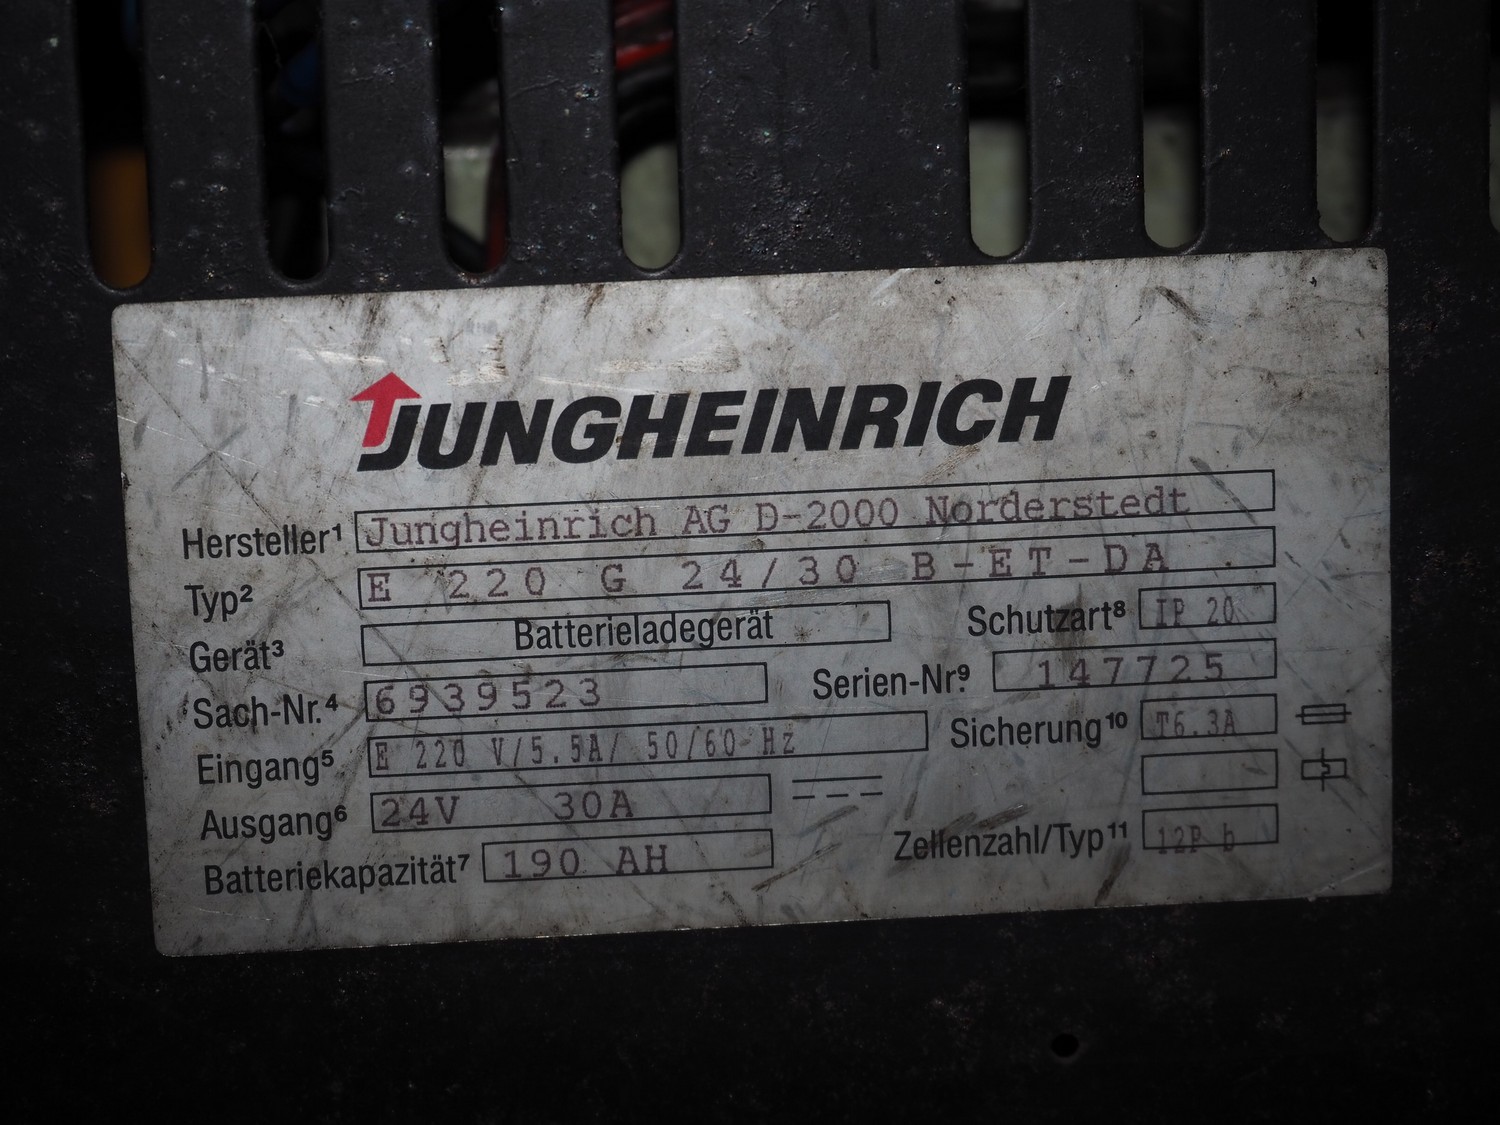 JUNGHEINRICH
Hersteller¹ Jungheinrich AG D-2000 Norderstedt
Typ² E 220 G 24/30 B-ET-DA
Gerät³ Batterieladegerät Schutzart⁸ IP 20
Sach-Nr.⁴ 6939523 Serien-Nr.⁹ 147725
Eingang⁵ E 220 V/5.5A/ 50/60 Hz Sicherung¹⁰ T6.3A
Ausgang⁶ 24V 30A
Batteriekapazität⁷ 190 AH Zellenzahl/Typ¹¹ 12P b